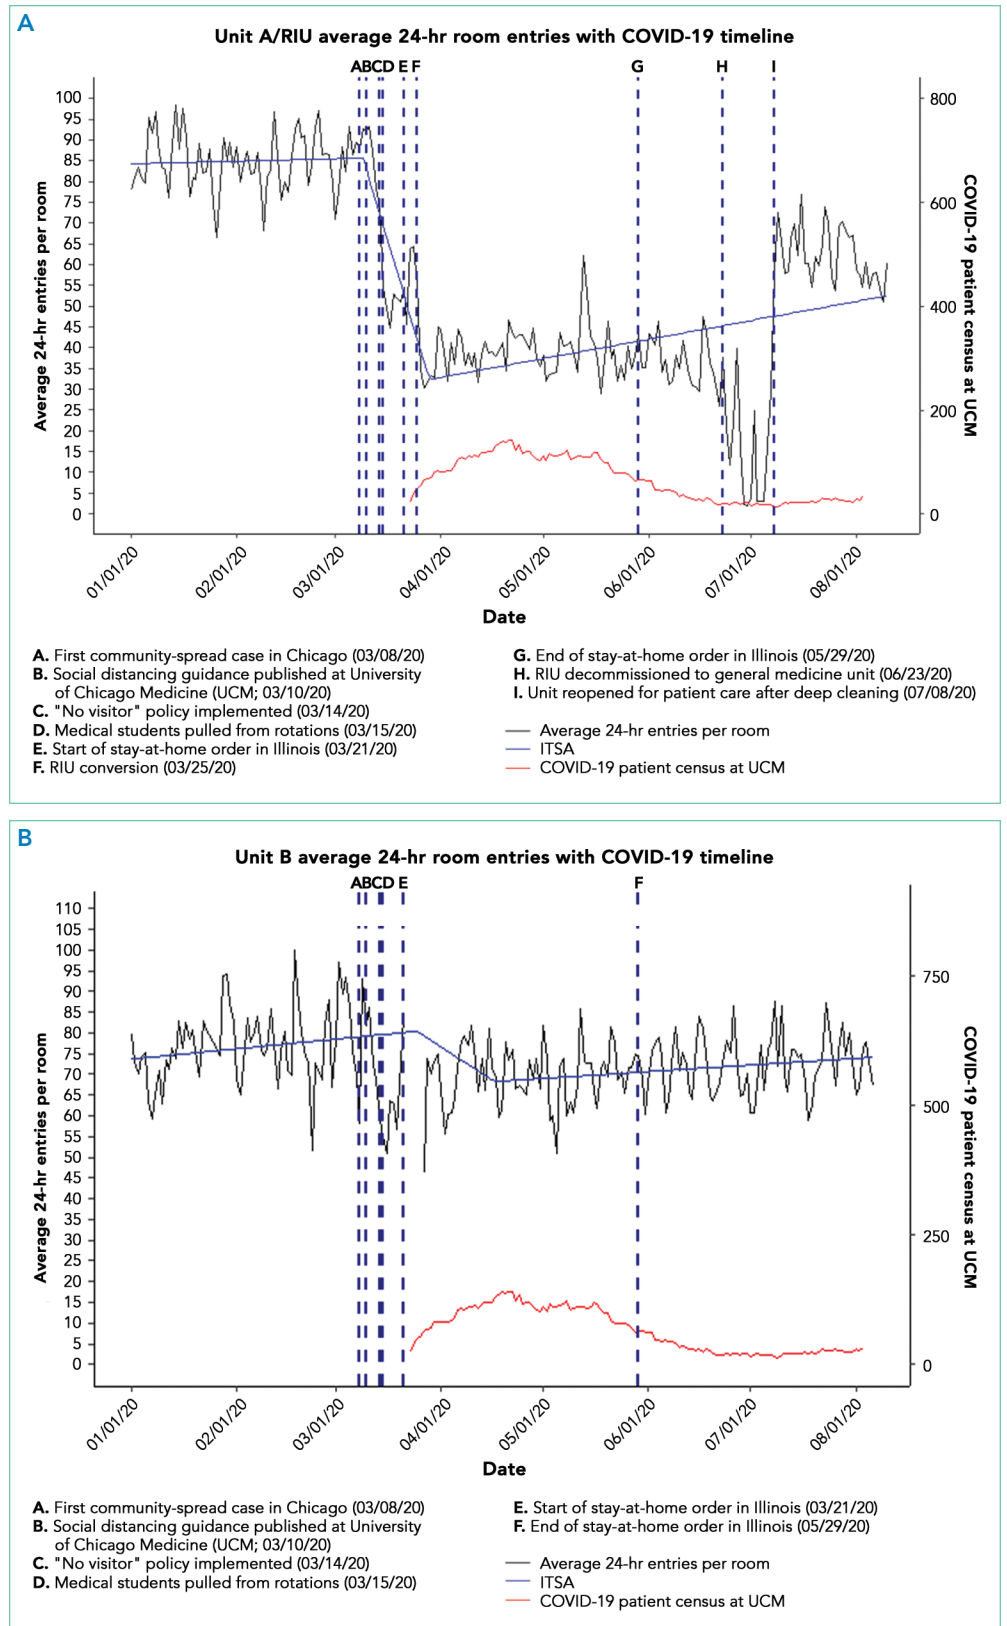 A
Unit A/RIU average 24-hr room entries with COVID-19 timeline
A B C D E F G H I
100
95
90
85
80
75
70
65
60
55
50
45
40
35
30
25
20
15
10
5
0
Average 24-hr entries per room
800
600
400
200
0
COVID-19 patient census at UCM
01/01/20 02/01/20 03/01/20 04/01/20 05/01/20 06/01/20 07/01/20 08/01/20
Date
A. First community-spread case in Chicago (03/08/20)
B. Social distancing guidance published at University
of Chicago Medicine (UCM; 03/10/20)
C. "No visitor" policy implemented (03/14/20)
D. Medical students pulled from rotations (03/15/20)
E. Start of stay-at-home order in Illinois (03/21/20)
F. RIU conversion (03/25/20)
G. End of stay-at-home order in Illinois (05/29/20)
H. RIU decommissioned to general medicine unit (06/23/20)
I. Unit reopened for patient care after deep cleaning (07/08/20)
Average 24-hr entries per room
ITSA
COVID-19 patient census at UCM
B
Unit B average 24-hr room entries with COVID-19 timeline
A B C D E F
110
105
100
95
90
85
80
75
70
65
60
55
50
45
40
35
30
25
20
15
10
5
0
Average 24-hr entries per room
750
500
250
0
COVID-19 patient census at UCM
01/01/20 02/01/20 03/01/20 04/01/20 05/01/20 06/01/20 07/01/20 08/01/20
Date
A. First community-spread case in Chicago (03/08/20)
B. Social distancing guidance published at University
of Chicago Medicine (UCM; 03/10/20)
C. "No visitor" policy implemented (03/14/20)
D. Medical students pulled from rotations (03/15/20)
E. Start of stay-at-home order in Illinois (03/21/20)
F. End of stay-at-home order in Illinois (05/29/20)
Average 24-hr entries per room
ITSA
COVID-19 patient census at UCM